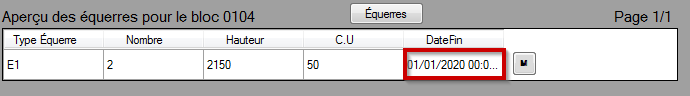 Aperçu des équerres pour le bloc 0104 Équerres Page 1/1
Type Équerre Nombre Hauteur C.U DateFin
E1 2 2150 50 01/01/2020 00:0... M